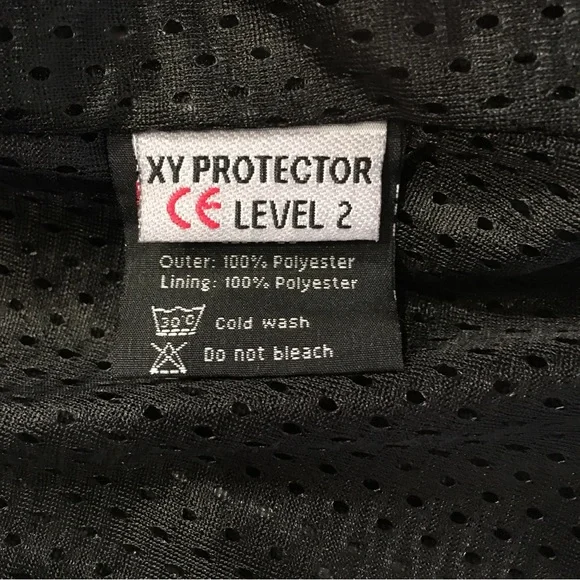 XY PROTECTOR
CE LEVEL 2
Outer: 100% Polyester
Lining: 100% Polyester
30°C Cold wash
Do not bleach